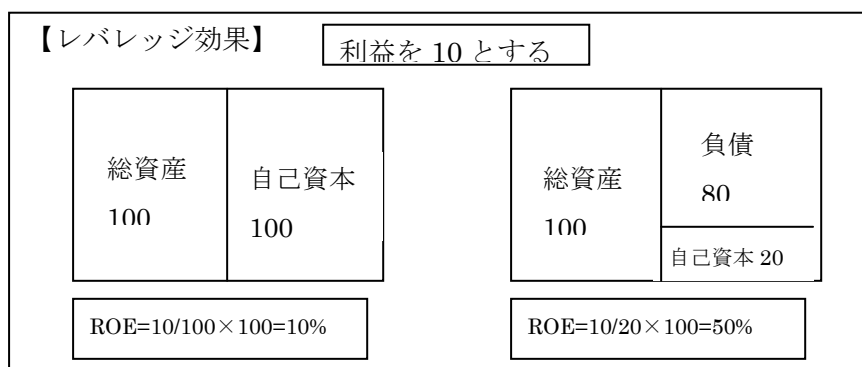 【レバレッジ効果】
利益を 10 とする
総資産
100
自己資本
100
総資産
100
負債
80
自己資本 20
ROE=10/100×100=10%
ROE=10/20×100=50%